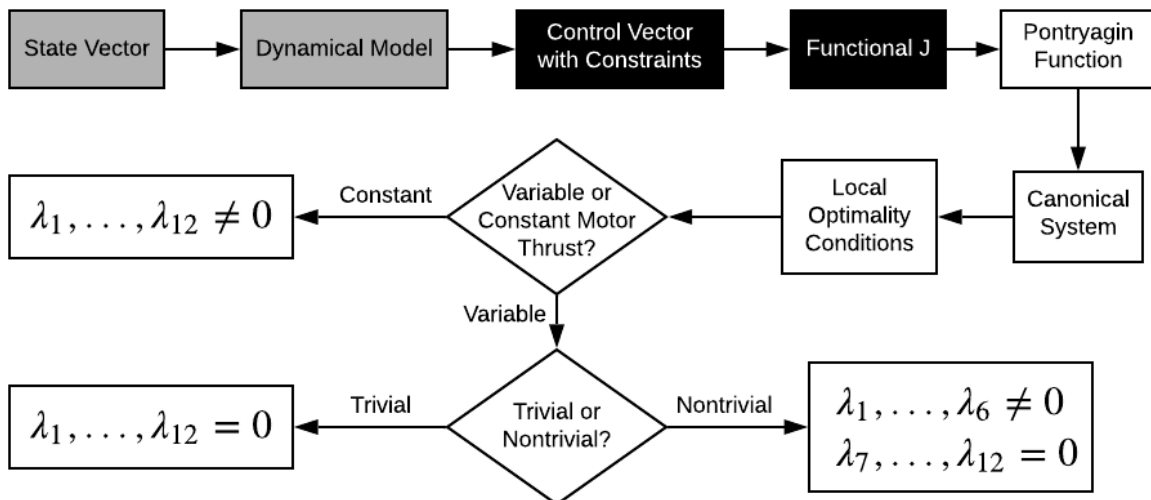 State Vector
Dynamical Model
Control Vector
with Constraints
Functional J
Pontryagin
Function
λ₁, . . . , λ₁₂ ≠ 0
Constant
Variable or
Constant Motor
Thrust?
Local
Optimality
Conditions
Canonical
System
Variable
λ₁, . . . , λ₁₂ = 0
Trivial
Trivial or
Nontrivial?
Nontrivial
λ₁, . . . , λ₆ ≠ 0
λ₇, . . . , λ₁₂ = 0